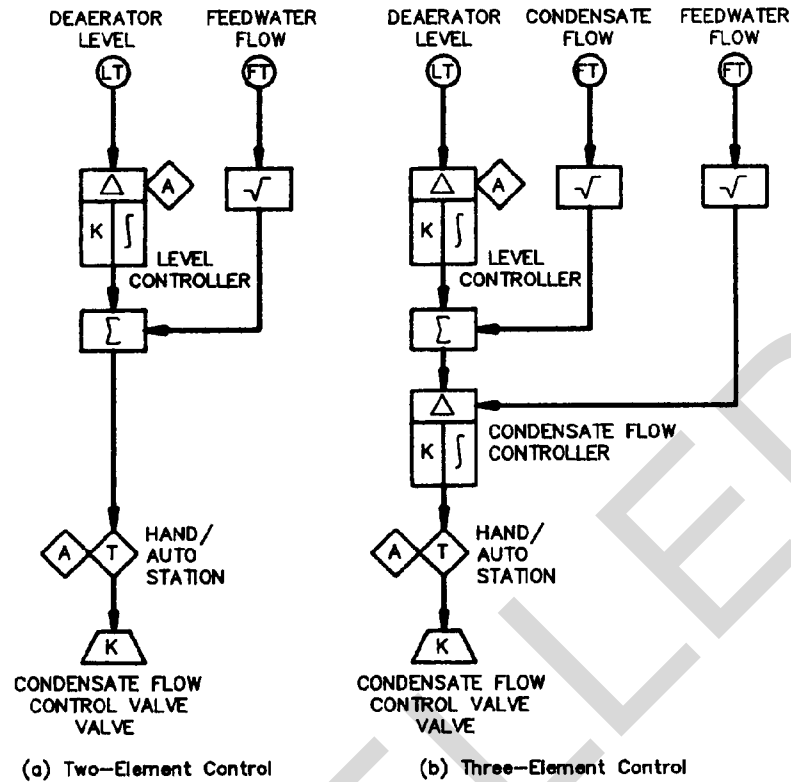 DEAERATOR
LEVEL
FEEDWATER
FLOW
LT
FT
△
A
√
K
∫
LEVEL
CONTROLLER
Σ
A
T
HAND/
AUTO
STATION
K
CONDENSATE FLOW
CONTROL VALVE
VALVE
(a) Two-Element Control
DEAERATOR
LEVEL
CONDENSATE
FLOW
FEEDWATER
FLOW
LT
FT
FT
△
A
√
√
K
∫
LEVEL
CONTROLLER
Σ
△
K
∫
CONDENSATE FLOW
CONTROLLER
A
T
HAND/
AUTO
STATION
K
CONDENSATE FLOW
CONTROL VALVE
VALVE
(b) Three-Element Control